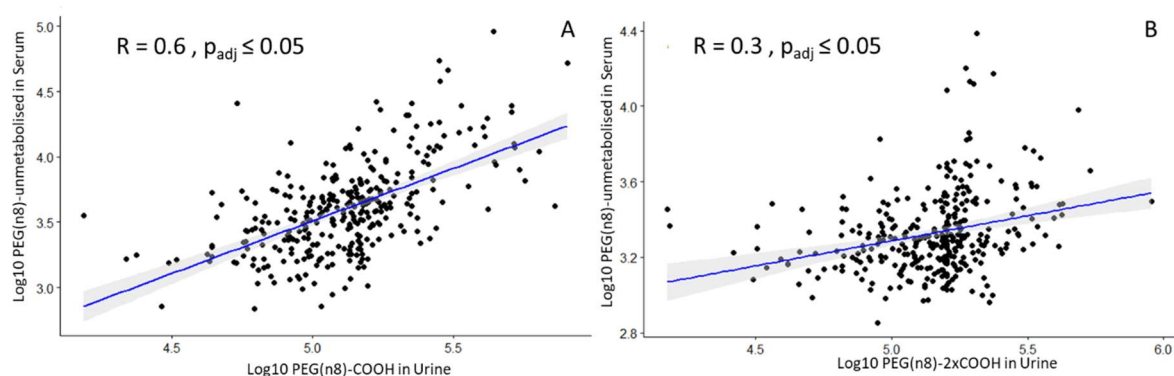 R = 0.6 , padj ≤ 0.05
A
Log10 PEG(n8)-unmetabolised in Serum
5.0
4.5
4.0
3.5
3.0
4.5 5.0 5.5
Log10 PEG(n8)-COOH in Urine
R = 0.3 , padj ≤ 0.05
B
Log10 PEG(n8)-unmetabolised in Serum
4.4
4.0
3.6
3.2
2.8
4.5 5.0 5.5 6.0
Log10 PEG(n8)-2xCOOH in Urine